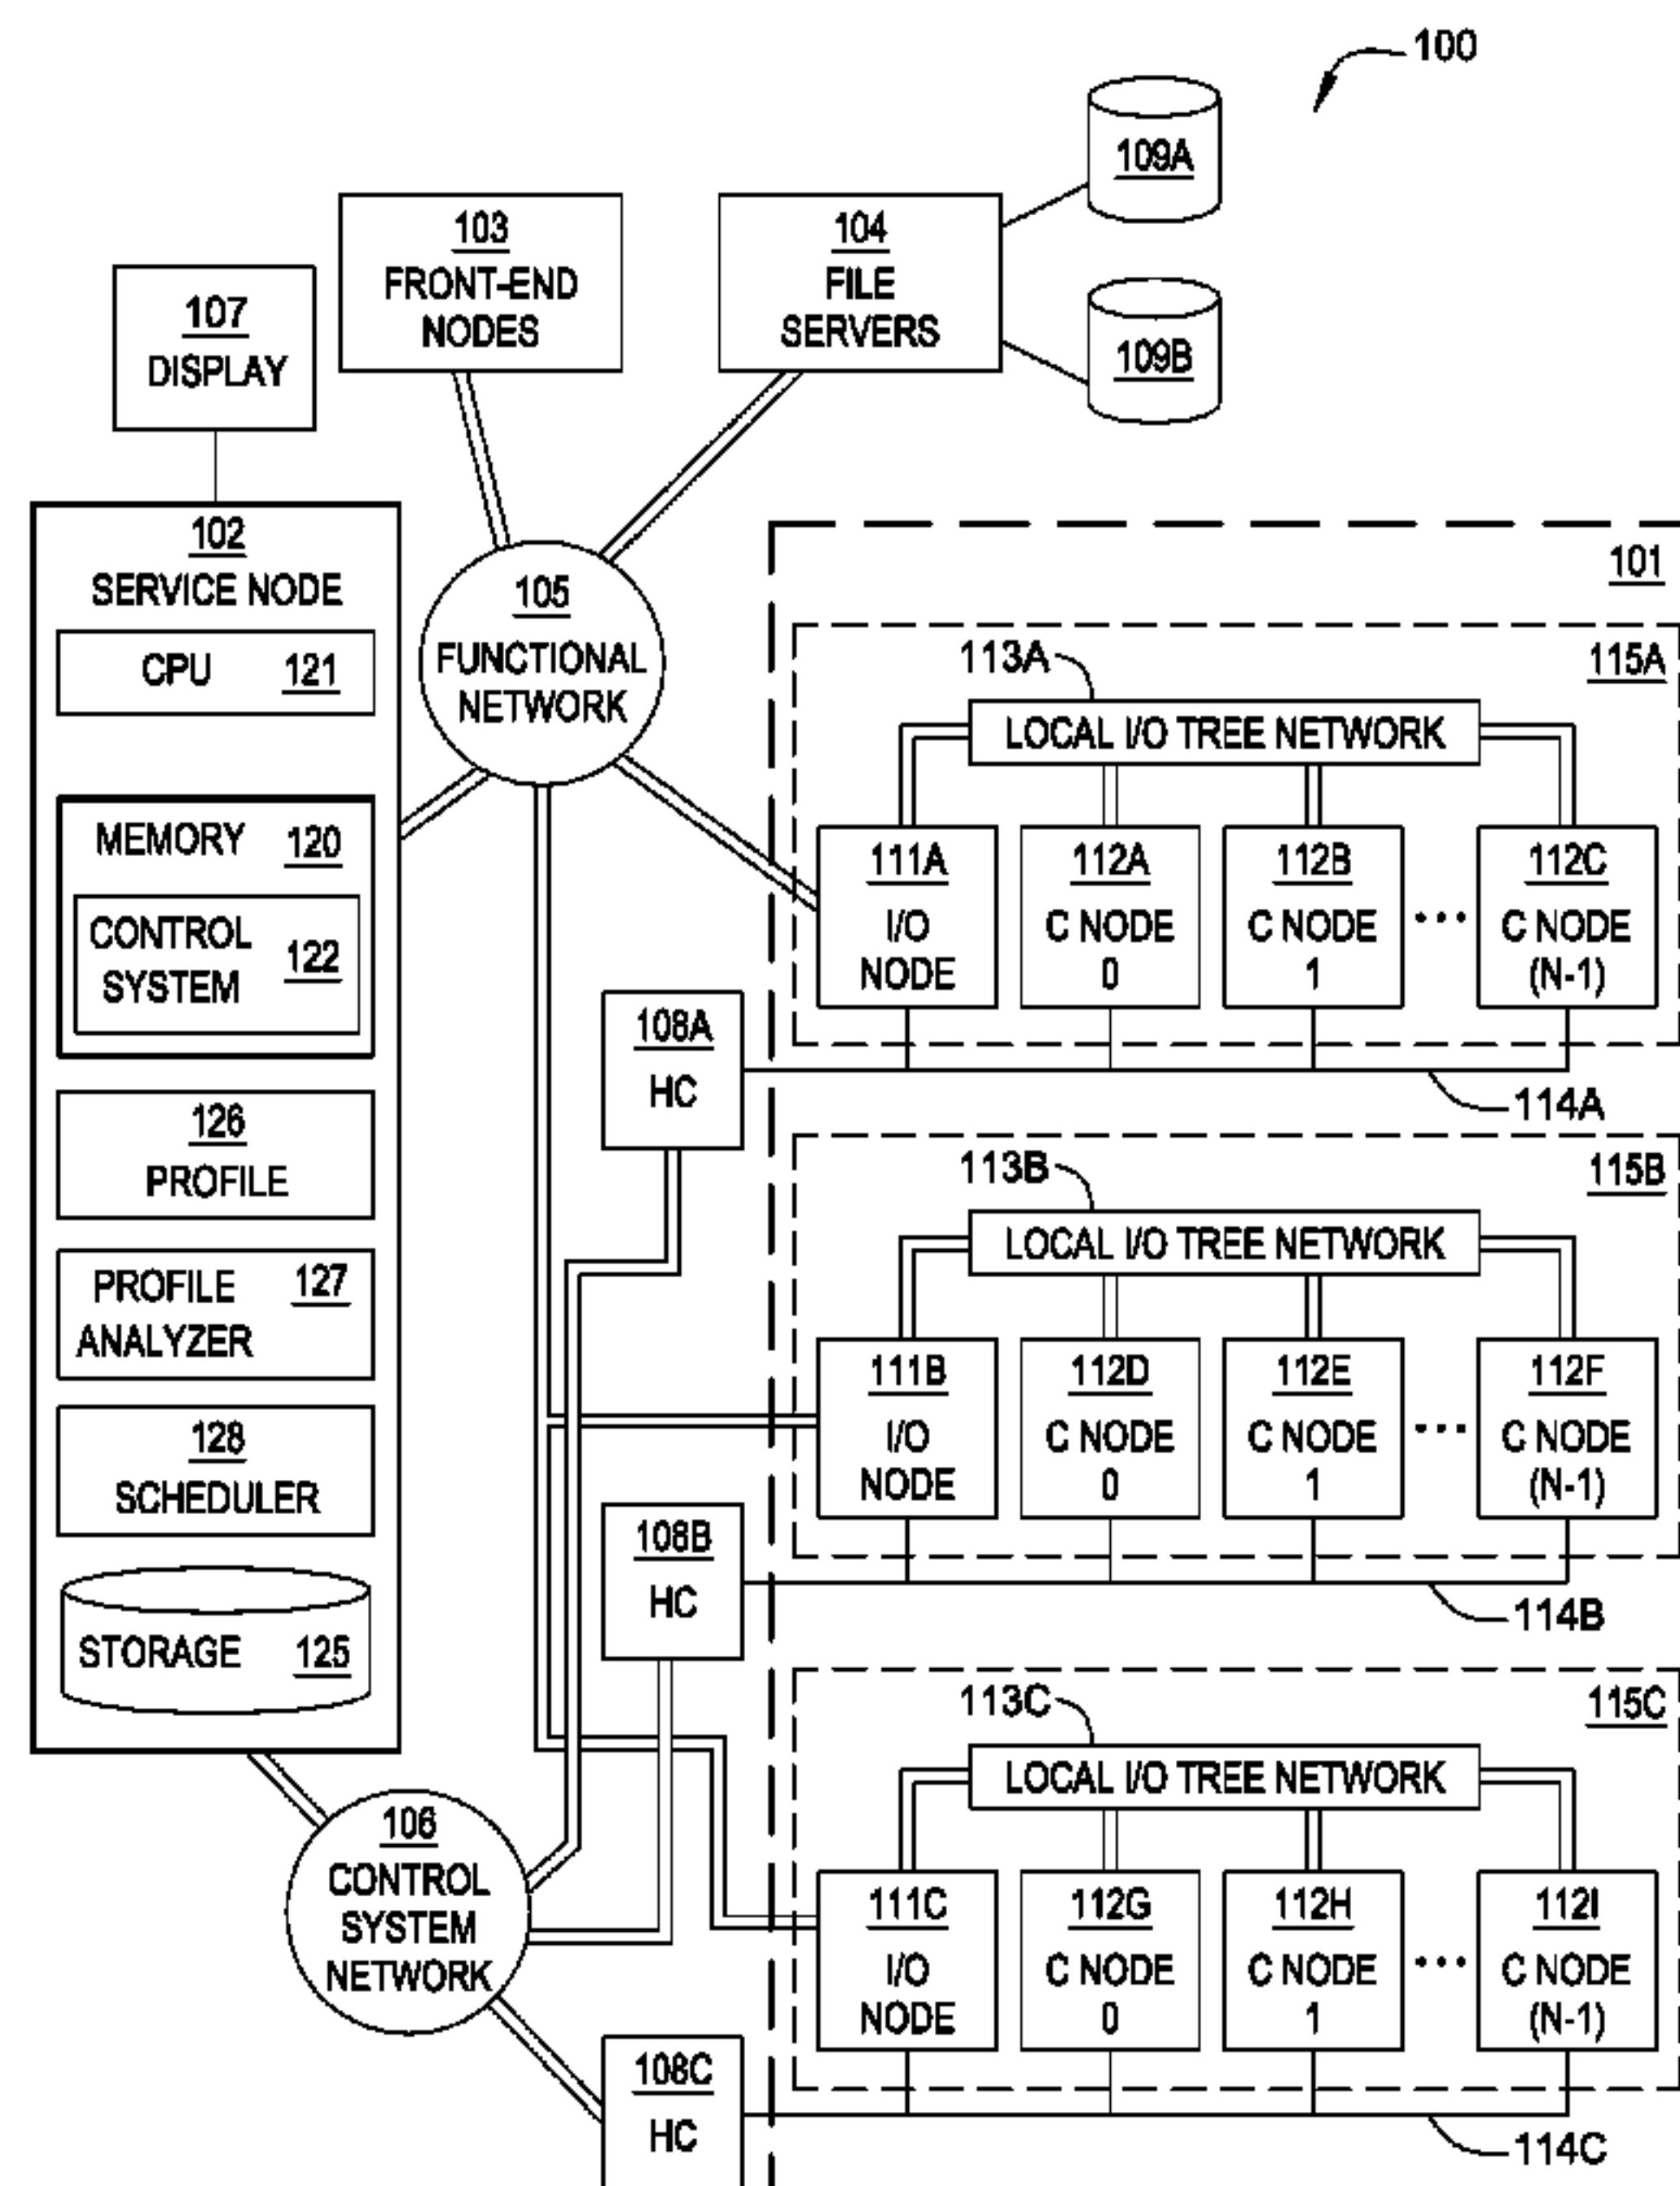 100
109A
109B
103
FRONT-END
NODES
104
FILE
SERVERS
107
DISPLAY
102
SERVICE NODE
CPU 121
MEMORY 120
CONTROL
SYSTEM
122
126
PROFILE
PROFILE
ANALYZER
127
128
SCHEDULER
STORAGE 125
105
FUNCTIONAL
NETWORK
106
CONTROL
SYSTEM
NETWORK
108A
HC
108B
HC
108C
HC
101
115A
113A
LOCAL I/O TREE NETWORK
111A
I/O
NODE
112A
C NODE
0
112B
C NODE
1
...
112C
C NODE
(N-1)
114A
115B
113B
LOCAL I/O TREE NETWORK
111B
I/O
NODE
112D
C NODE
0
112E
C NODE
1
...
112F
C NODE
(N-1)
114B
115C
113C
LOCAL I/O TREE NETWORK
111C
I/O
NODE
112G
C NODE
0
112H
C NODE
1
...
112I
C NODE
(N-1)
114C